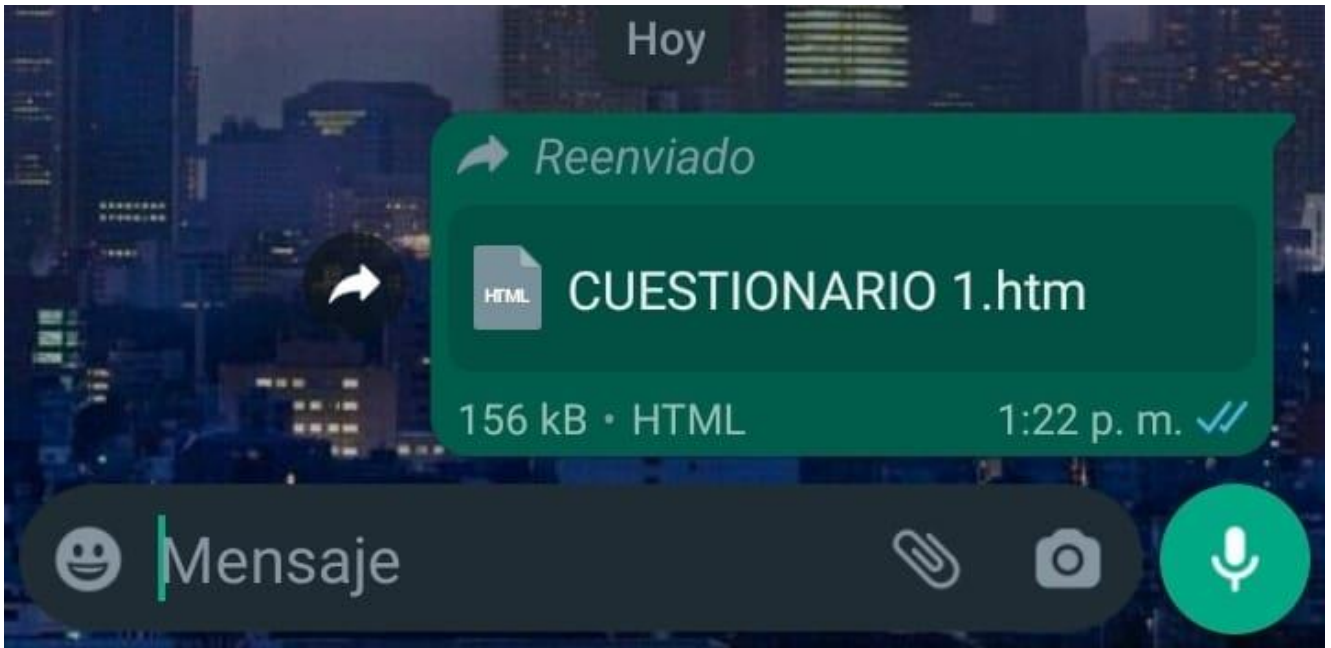 Hoy
Reenviado
HTML
CUESTIONARIO 1.htm
156 kB • HTML
1:22 p. m.
Mensaje